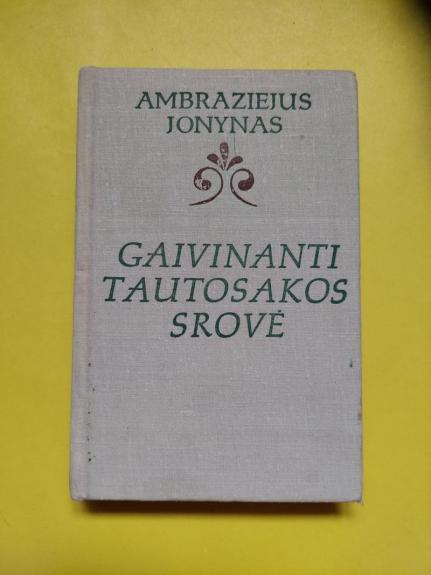 AMBRAZIEJUS
JONYNAS
GAIVINANTI
TAUTOSAKOS
SROVĖ